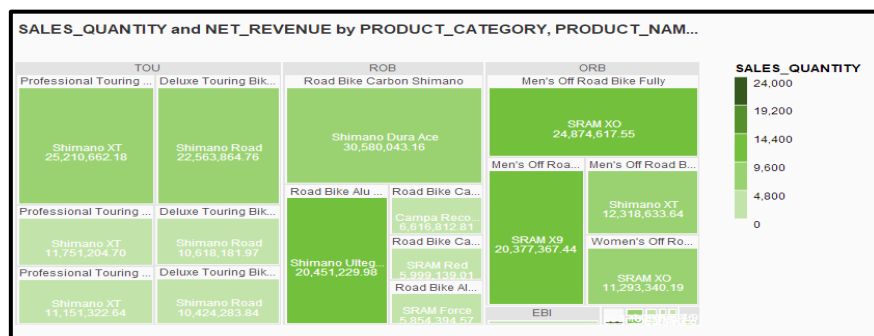 SALES_QUANTITY and NET_REVENUE by PRODUCT_CATEGORY, PRODUCT_NAM...
TOU
Professional Touring ...
Shimano XT
25,210,662.18
Deluxe Touring Bik...
Shimano Road
22,563,864.76
Professional Touring ...
Shimano XT
11,751,204.70
Deluxe Touring Bik...
Shimano Road
10,618,181.97
Professional Touring ...
Shimano XT
11,151,322.64
Deluxe Touring Bik...
Shimano Road
10,424,283.84
ROB
Road Bike Carbon Shimano
Shimano Dura Ace
30,580,043.16
Road Bike Alu ...
Shimano Ulteg...
20,451,229.98
Road Bike Ca...
Campa Reco...
6,616,812.81
Road Bike Ca...
SRAM Red
5,999,139.01
Road Bike Al...
SRAM Force
5,854,394.57
ORB
Men's Off Road Bike Fully
SRAM XO
24,874,617.55
Men's Off Roa...
SRAM X9
20,377,367.44
Men's Off Road B...
Shimano XT
12,318,633.64
Women's Off Ro...
SRAM XO
11,293,340.19
EBI
SALES_QUANTITY
24,000
19,200
14,400
9,600
4,800
0